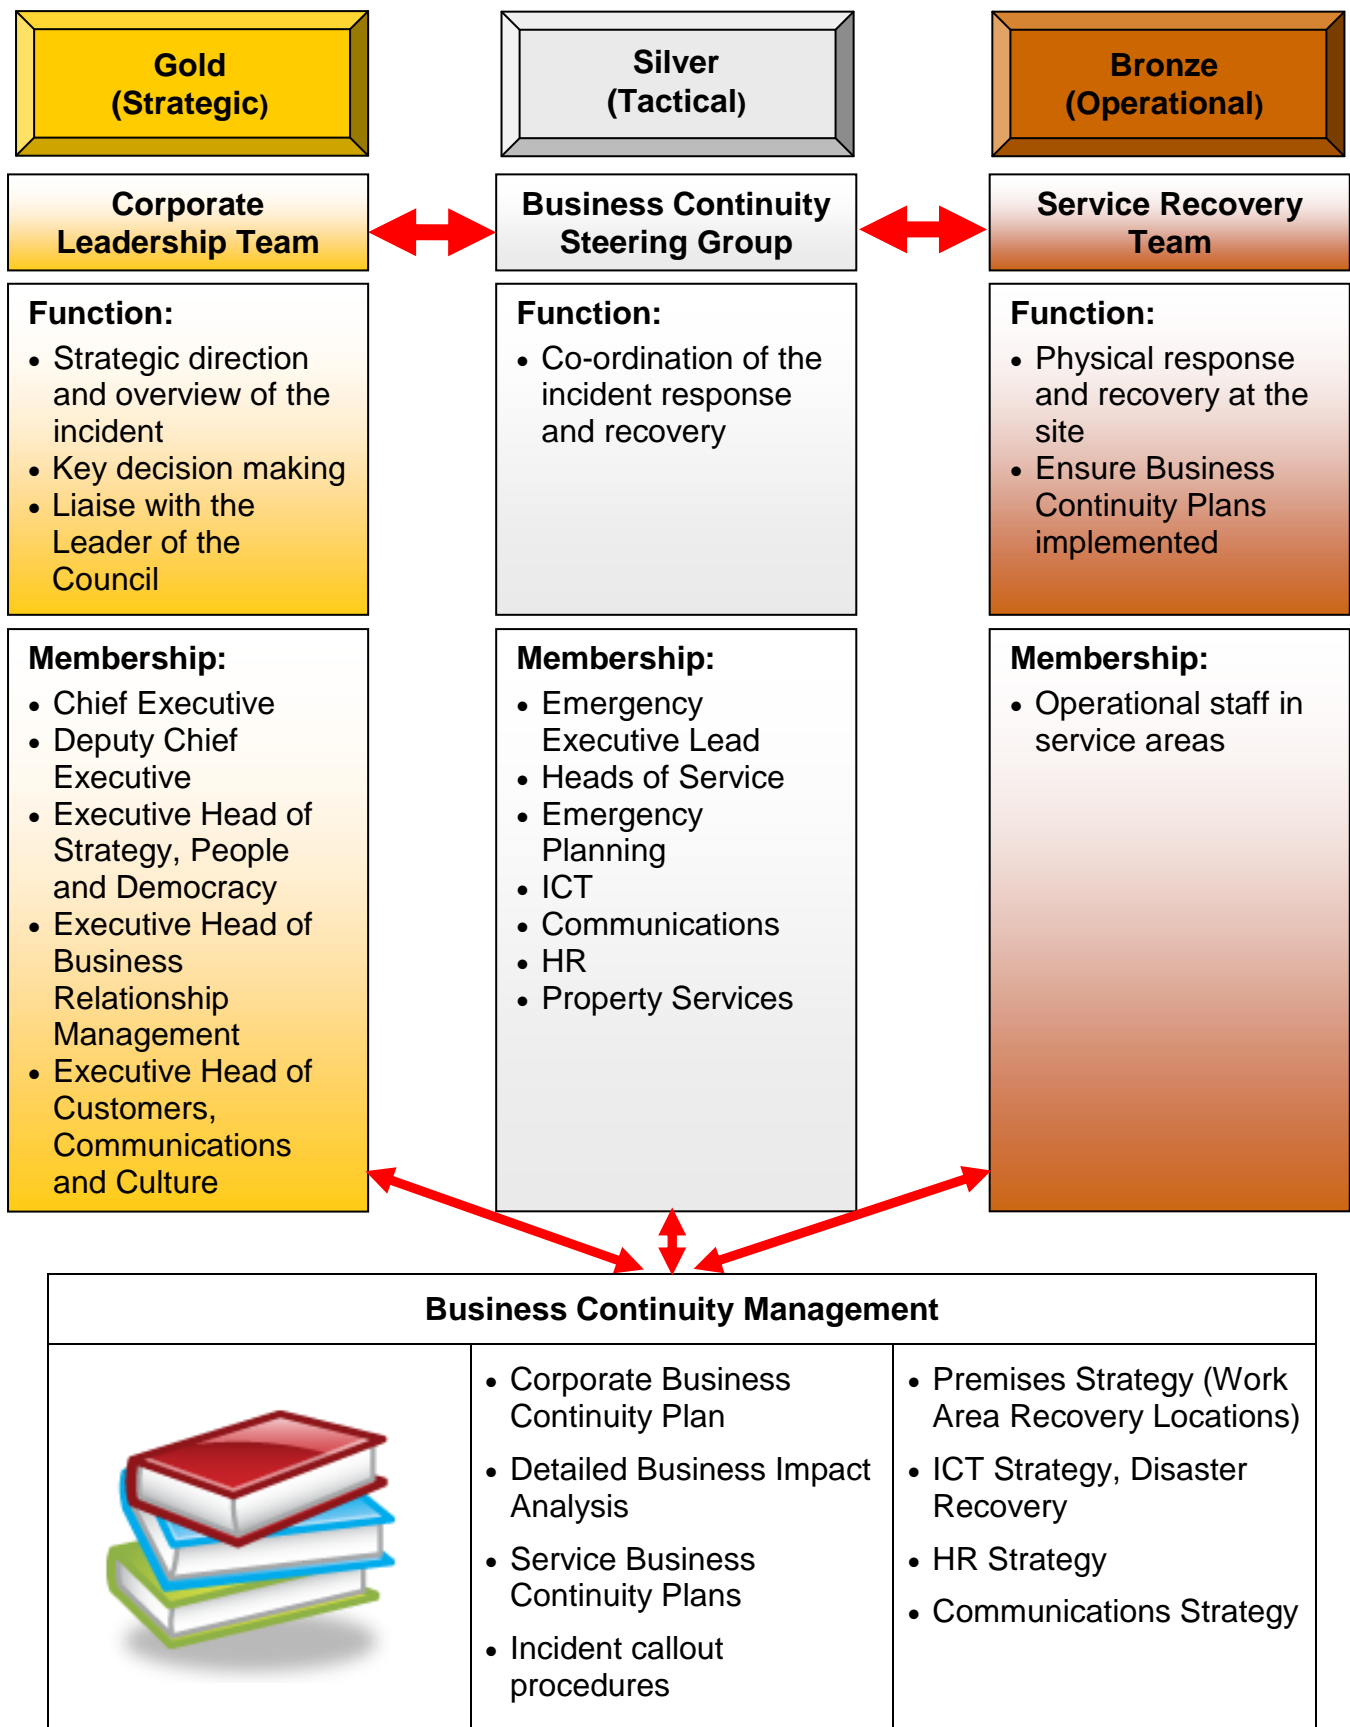 Gold
(Strategic)
Silver
(Tactical)
Bronze
(Operational)
Corporate
Leadership Team
Business Continuity
Steering Group
Service Recovery
Team
Function:
• Strategic direction
and overview of the
incident
• Key decision making
• Liaise with the
Leader of the
Council
Function:
• Co-ordination of the
incident response
and recovery
Function:
• Physical response
and recovery at the
site
• Ensure Business
Continuity Plans
implemented
Membership:
• Chief Executive
• Deputy Chief
Executive
• Executive Head of
Strategy, People
and Democracy
• Executive Head of
Business
Relationship
Management
• Executive Head of
Customers,
Communications
and Culture
Membership:
• Emergency
Executive Lead
• Heads of Service
• Emergency
Planning
• ICT
• Communications
• HR
• Property Services
Membership:
• Operational staff in
service areas
Business Continuity Management
• Corporate Business
Continuity Plan
• Detailed Business Impact
Analysis
• Service Business
Continuity Plans
• Incident callout
procedures
• Premises Strategy (Work
Area Recovery Locations)
• ICT Strategy, Disaster
Recovery
• HR Strategy
• Communications Strategy